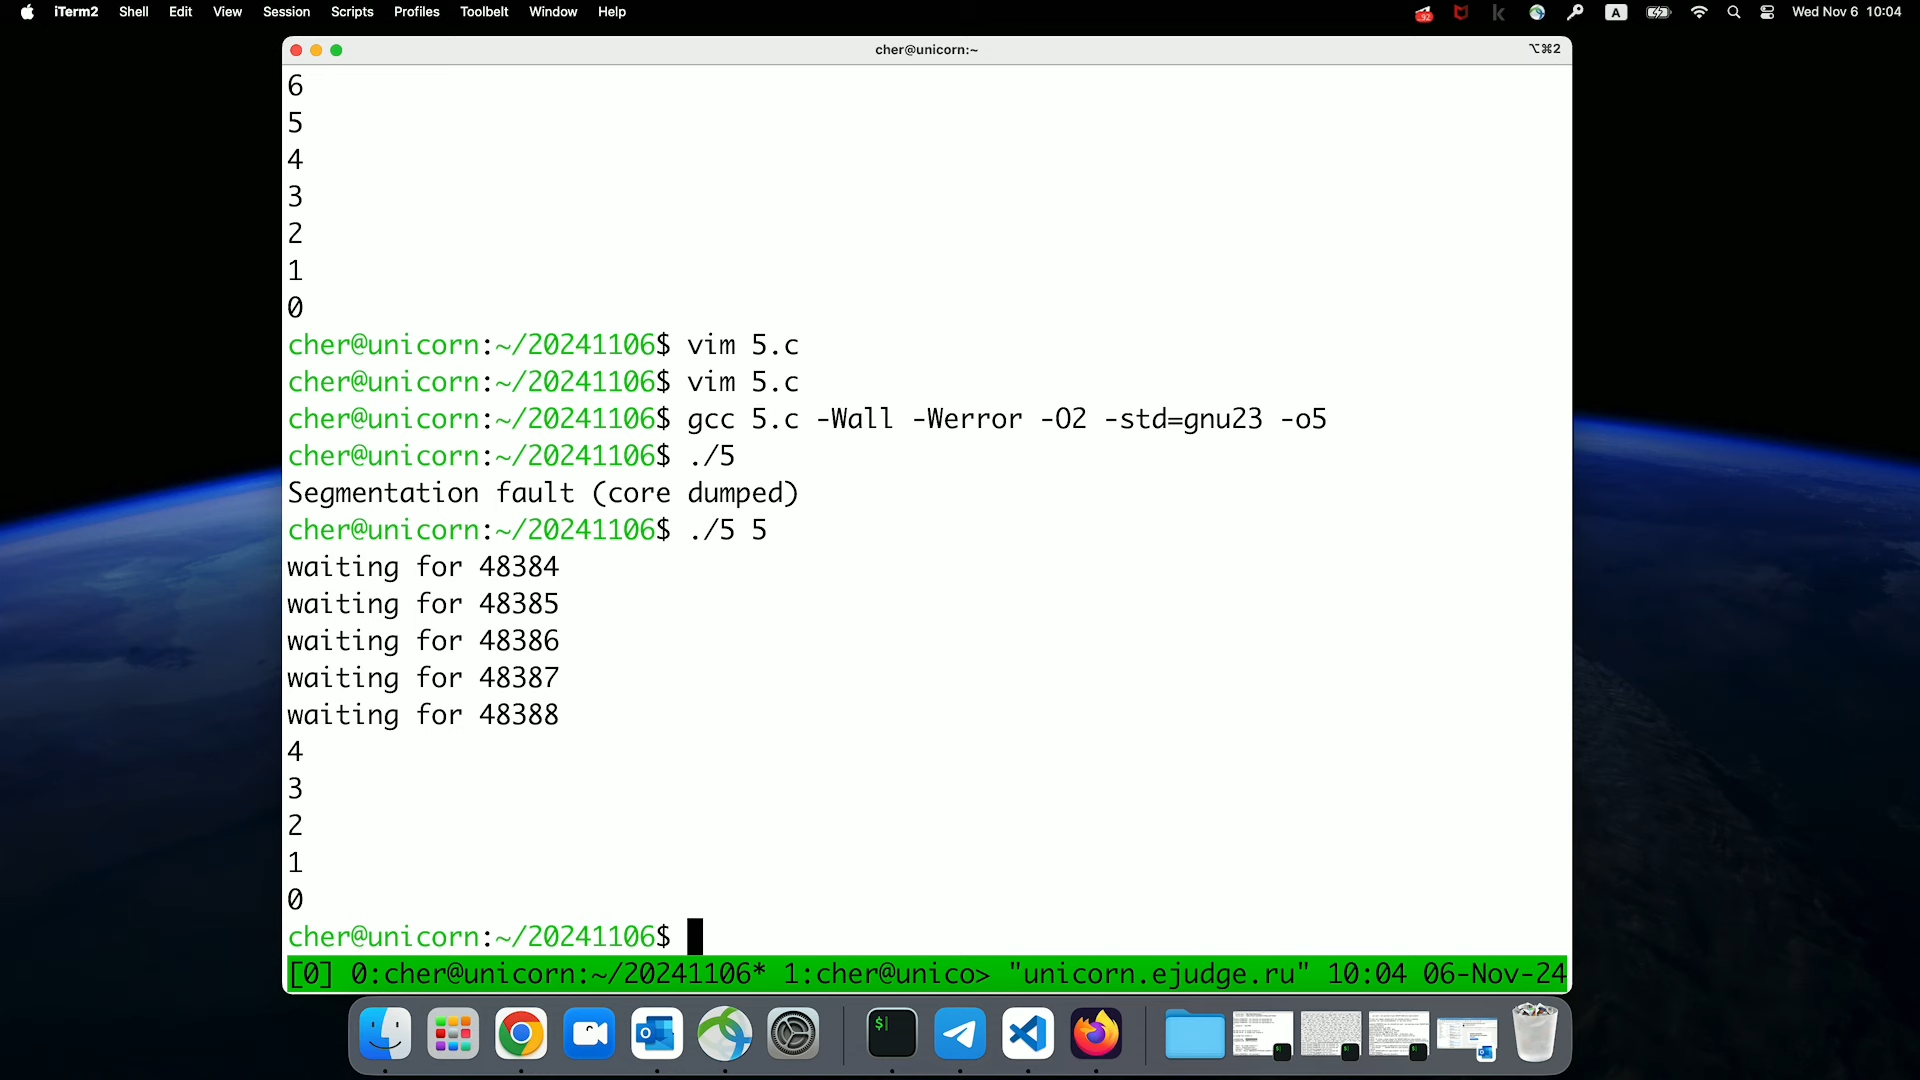 iTerm2 Shell Edit View Session Scripts Profiles Toolbelt Window Help A Wed Nov 6 10:04
cher@unicorn:~ ⌥⌘2
6
5
4
3
2
1
0
cher@unicorn:~/20241106$ vim 5.c
cher@unicorn:~/20241106$ vim 5.c
cher@unicorn:~/20241106$ gcc 5.c -Wall -Werror -O2 -std=gnu23 -o5
cher@unicorn:~/20241106$ ./5
Segmentation fault (core dumped)
cher@unicorn:~/20241106$ ./5 5
waiting for 48384
waiting for 48385
waiting for 48386
waiting for 48387
waiting for 48388
4
3
2
1
0
cher@unicorn:~/20241106$
[0] 0:cher@unicorn:~/20241106* 1:cher@unico> "unicorn.ejudge.ru" 10:04 06-Nov-24